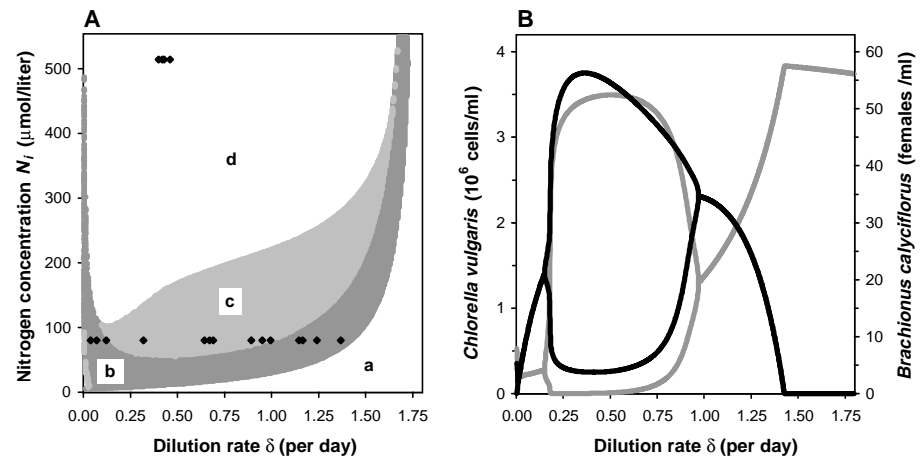 A
Nitrogen concentration Ni (μmol/liter)
500
400
300
200
100
0
0.00 0.25 0.50 0.75 1.00 1.25 1.50 1.75
Dilution rate δ (per day)
d
c
b
a
B
Chlorella vulgaris (10⁶ cells/ml)
4
3
2
1
0
0.00 0.25 0.50 0.75 1.00 1.25 1.50 1.75
Dilution rate δ (per day)
60
50
40
30
20
10
0
Brachionus calyciflorus (females /ml)